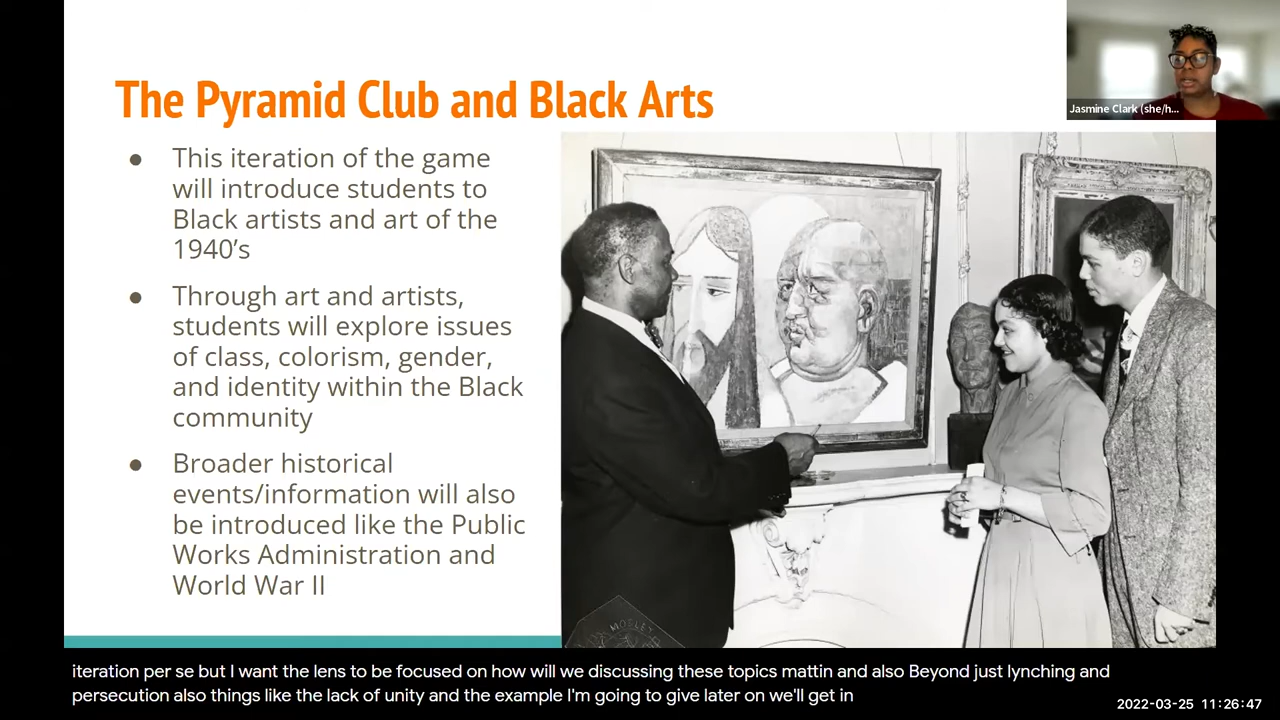 The Pyramid Club and Black Arts
Jasmine Clark (she/h...
● This iteration of the game
will introduce students to
Black artists and art of the
1940’s
● Through art and artists,
students will explore issues
of class, colorism, gender,
and identity within the Black
community
● Broader historical
events/information will also
be introduced like the Public
Works Administration and
World War II
MOSLEY
iteration per se but I want the lens to be focused on how will we discussing these topics mattin and also Beyond just lynching and
persecution also things like the lack of unity and the example I'm going to give later on we'll get in
2022-03-25 11:26:47